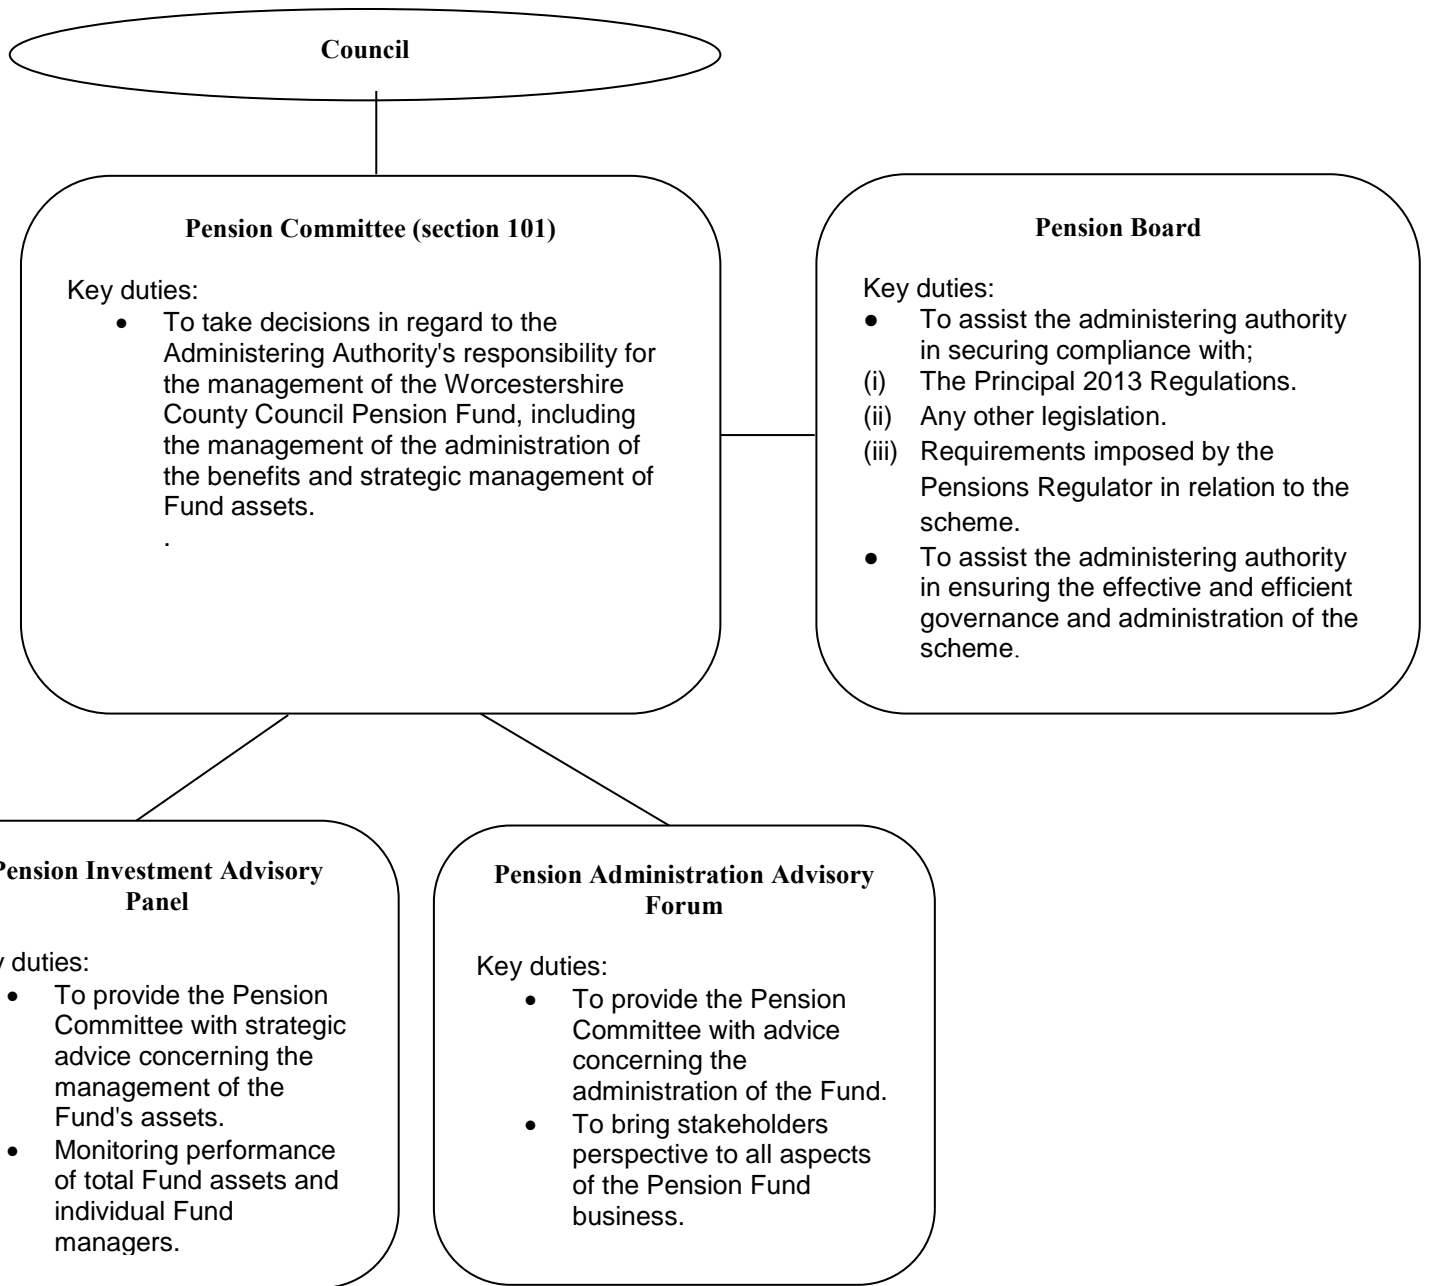 Council
Pension Committee (section 101)
Key duties:
• To take decisions in regard to the
Administering Authority's responsibility for
the management of the Worcestershire
County Council Pension Fund, including
the management of the administration of
the benefits and strategic management of
Fund assets.
.
Pension Board
Key duties:
● To assist the administering authority
in securing compliance with;
(i) The Principal 2013 Regulations.
(ii) Any other legislation.
(iii) Requirements imposed by the
Pensions Regulator in relation to the
scheme.
● To assist the administering authority
in ensuring the effective and efficient
governance and administration of the
scheme.
Pension Investment Advisory
Panel
y duties:
• To provide the Pension
Committee with strategic
advice concerning the
management of the
Fund's assets.
• Monitoring performance
of total Fund assets and
individual Fund
managers.
Pension Administration Advisory
Forum
Key duties:
• To provide the Pension
Committee with advice
concerning the
administration of the Fund.
• To bring stakeholders
perspective to all aspects
of the Pension Fund
business.